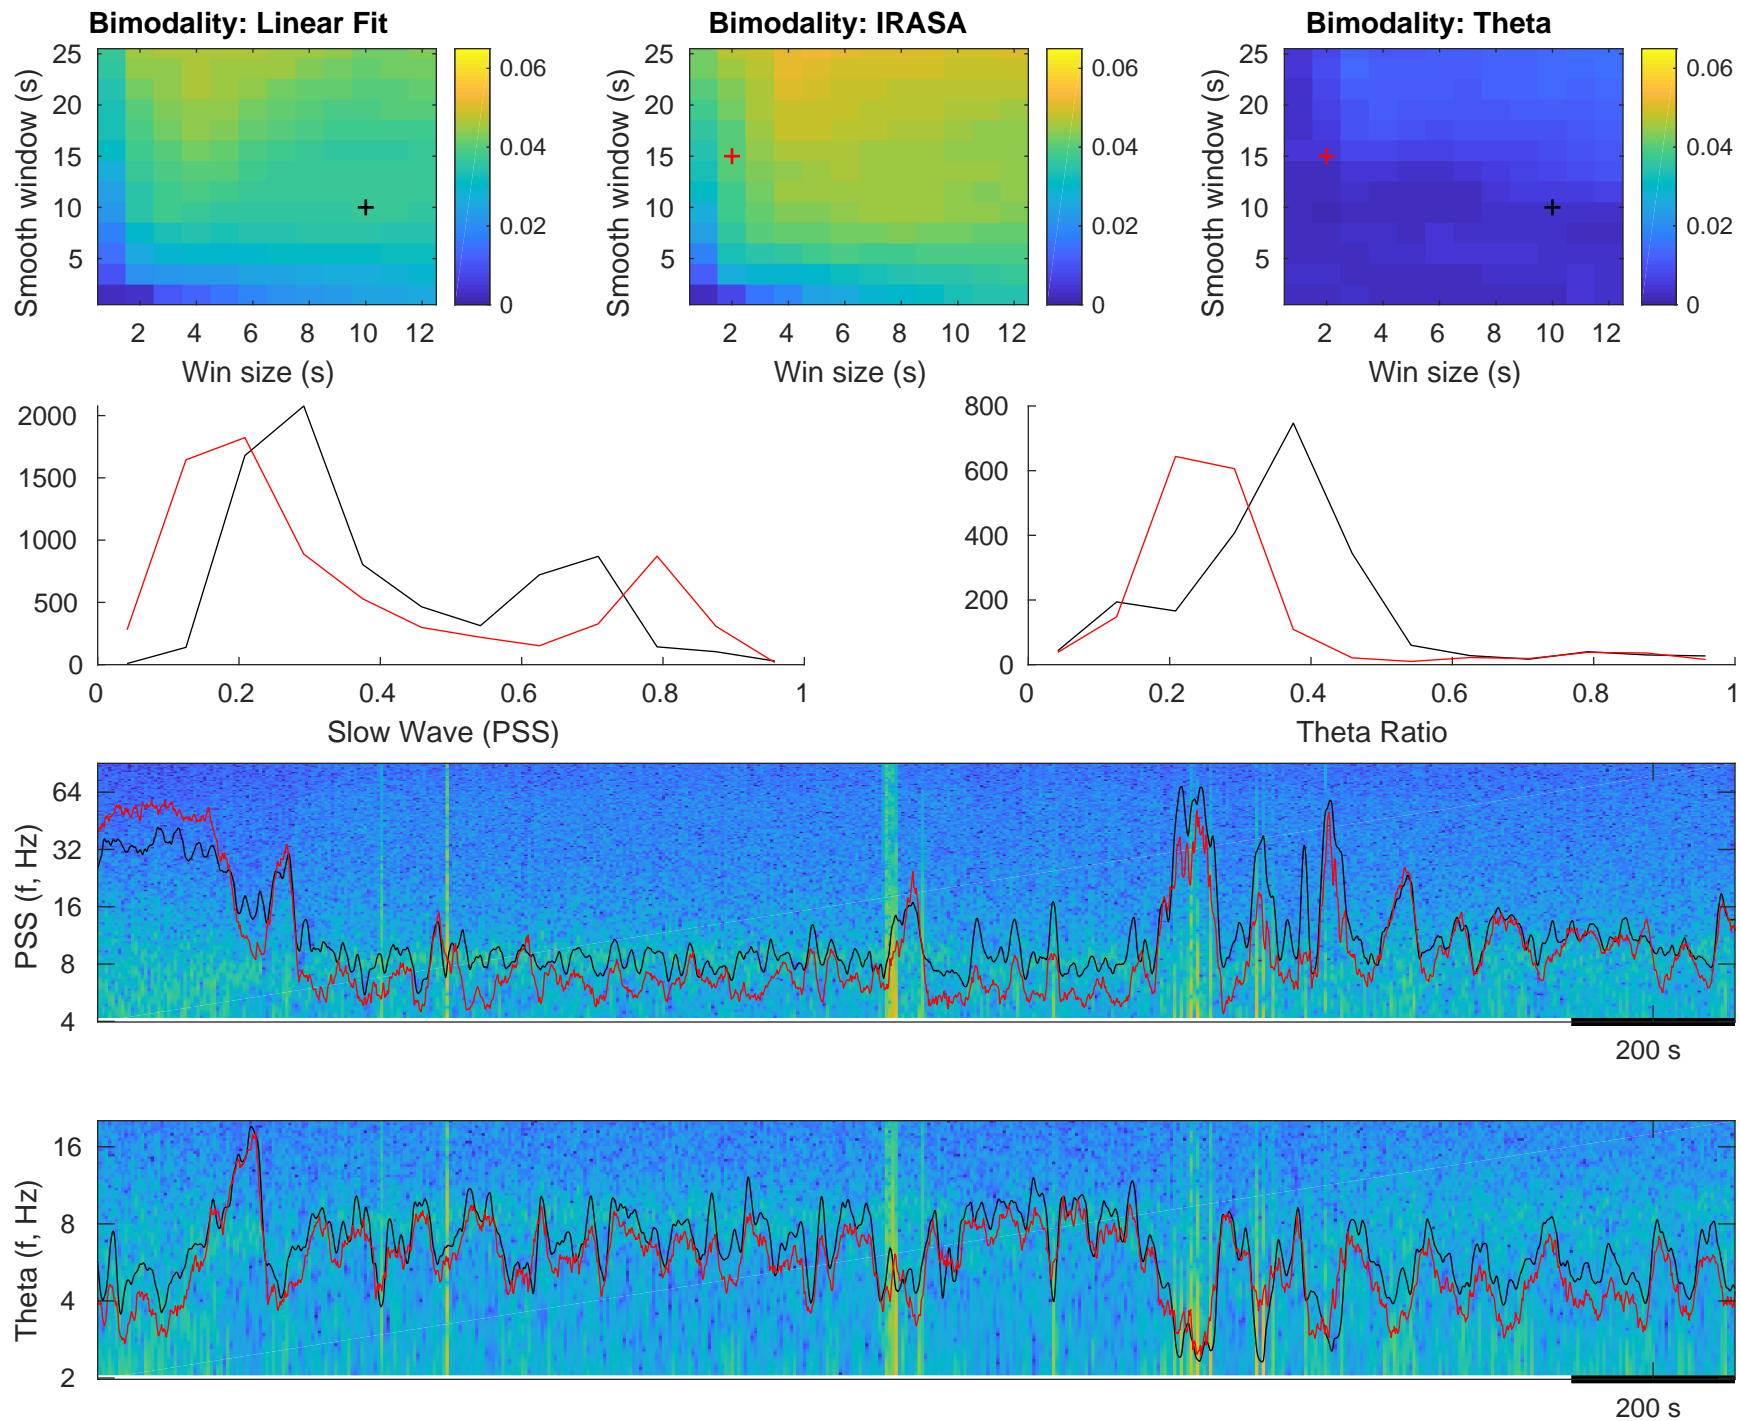 Bimodality: Linear Fit
Bimodality: IRASA
Bimodality: Theta
Smooth window (s)
25
20
15
10
5
2 4 6 8 10 12
Win size (s)
0.06
0.04
0.02
0
Smooth window (s)
25
20
15
10
5
2 4 6 8 10 12
Win size (s)
0.06
0.04
0.02
0
Smooth window (s)
25
20
15
10
5
2 4 6 8 10 12
Win size (s)
0.06
0.04
0.02
0
2000
1500
1000
500
0
0 0.2 0.4 0.6 0.8 1
Slow Wave (PSS)
800
600
400
200
0
0 0.2 0.4 0.6 0.8 1
Theta Ratio
PSS (f, Hz)
64
32
16
8
4
200 s
Theta (f, Hz)
16
8
4
2
200 s